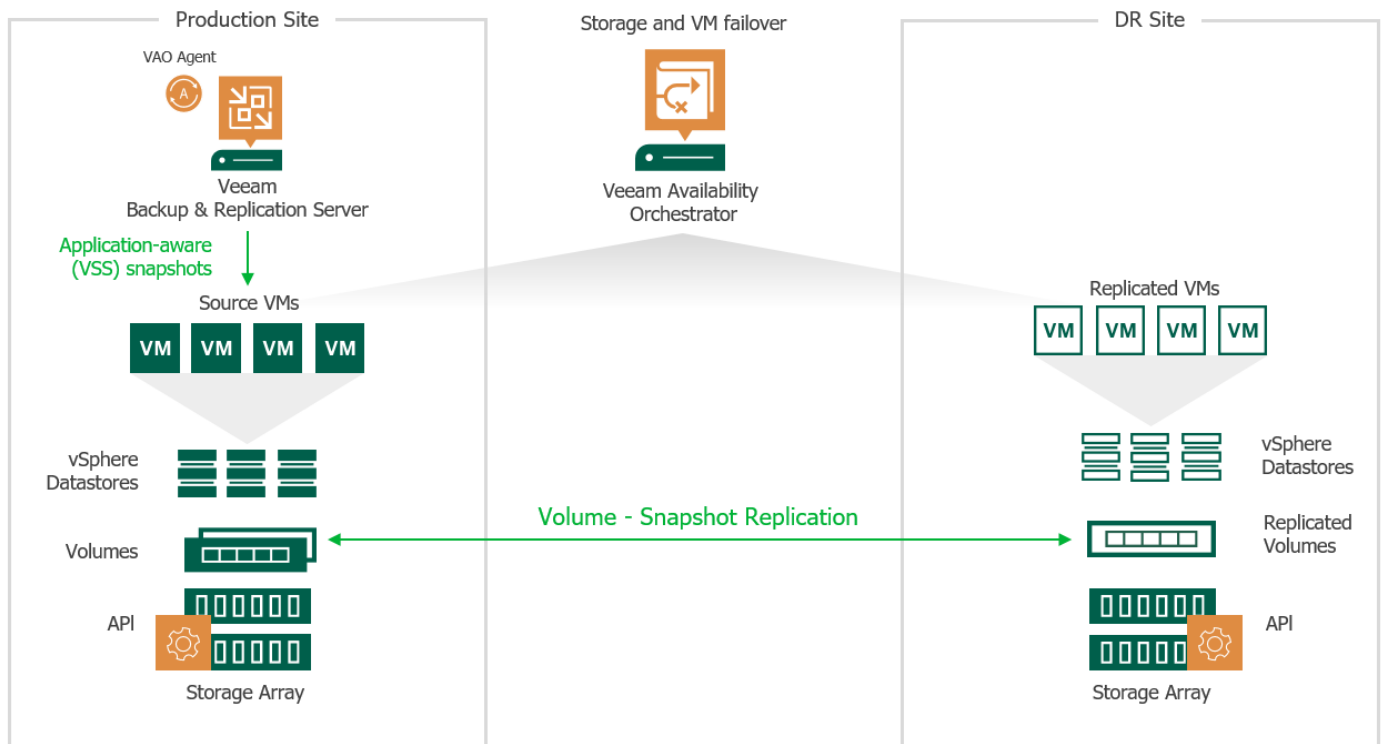 Production Site
Storage and VM failover
DR Site
VAO Agent
A
Veeam
Backup & Replication Server
Veeam Availability
Orchestrator
Application-aware
(VSS) snapshots
Source VMs
Replicated VMs
VM VM VM VM
VM VM VM VM
vSphere
Datastores
vSphere
Datastores
Volume - Snapshot Replication
Volumes
Replicated
Volumes
API
API
Storage Array
Storage Array